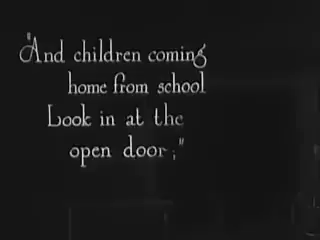 "And children coming
home from school
Look in at the
open door;"